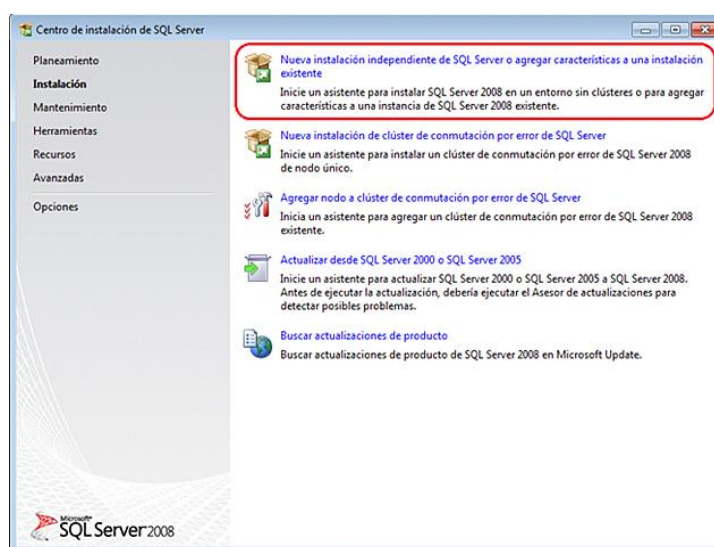 Centro de instalación de SQL Server
Planeamiento
Instalación
Mantenimiento
Herramientas
Recursos
Avanzadas
Opciones
Nueva instalación independiente de SQL Server o agregar características a una instalación
existente
Inicie un asistente para instalar SQL Server 2008 en un entorno sin clústeres o para agregar
características a una instancia de SQL Server 2008 existente.
Nueva instalación de clúster de conmutación por error de SQL Server
Inicie un asistente para instalar un clúster de conmutación por error de SQL Server 2008
de nodo único.
Agregar nodo a clúster de conmutación por error de SQL Server
Inicia un asistente para agregar un clúster de conmutación por error de SQL Server 2008
existente.
Actualizar desde SQL Server 2000 o SQL Server 2005
Inicie un asistente para actualizar SQL Server 2000 o SQL Server 2005 a SQL Server 2008.
Antes de ejecutar la actualización, debería ejecutar el Asesor de actualizaciones para
detectar posibles problemas.
Buscar actualizaciones de producto
Buscar actualizaciones de producto de SQL Server 2008 en Microsoft Update.
Microsoft
SQL Server 2008